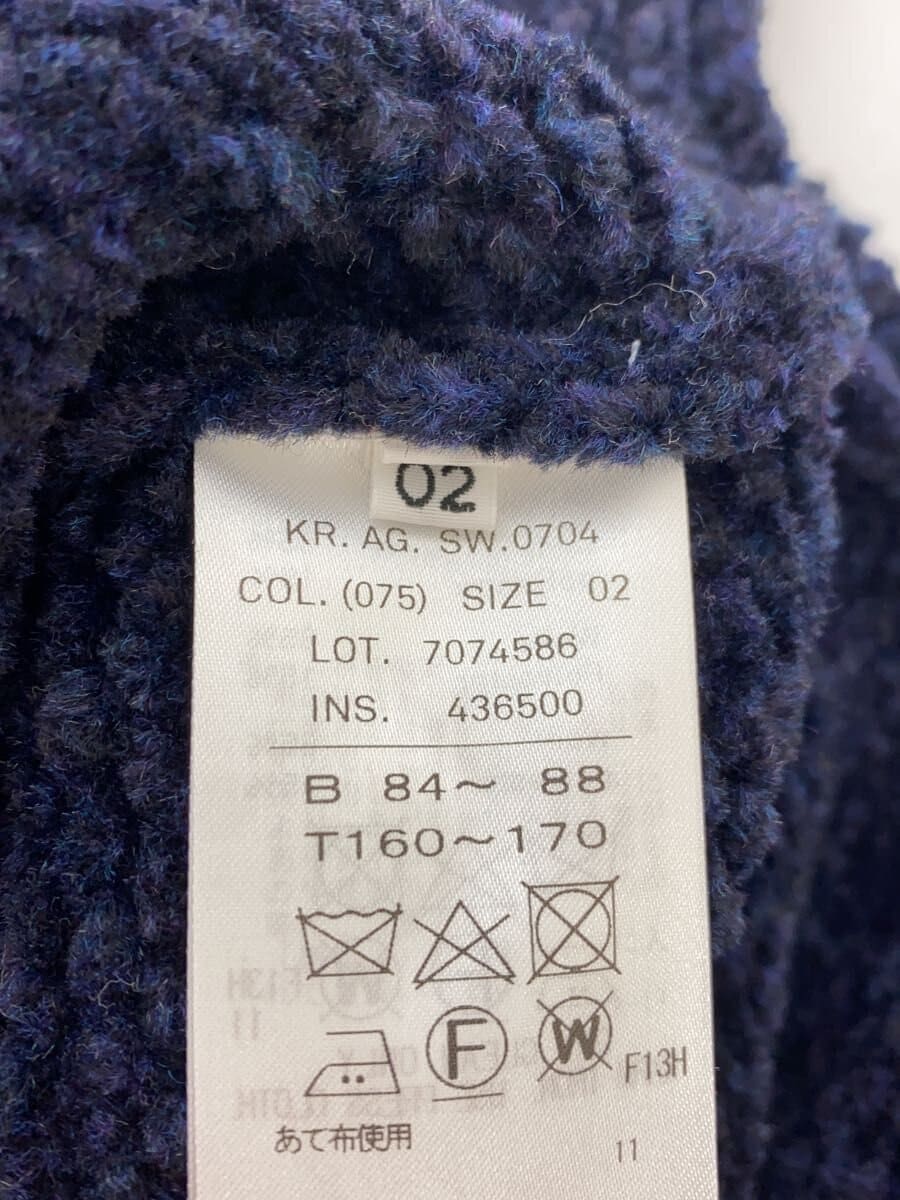 02
KR. AG. SW.0704
COL. (075) SIZE 02
LOT. 7074586
INS. 436500
B 84～ 88
T160～170
F W F13H
あて布使用
11